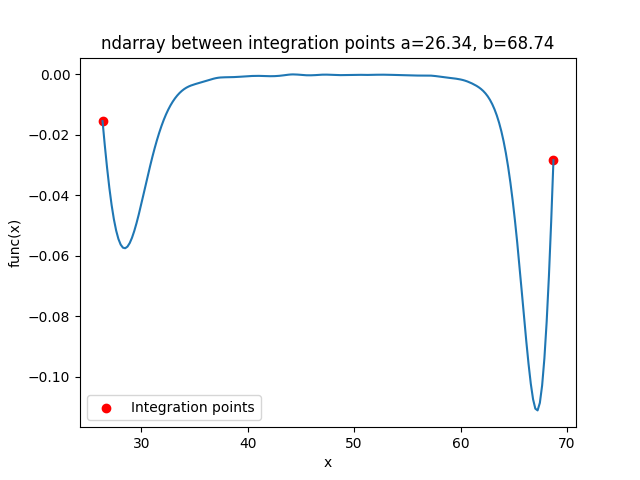 ndarray between integration points a=26.34, b=68.74
0.00
−0.02
−0.04
−0.06
−0.08
−0.10
func(x)
Integration points
30 40 50 60 70
x